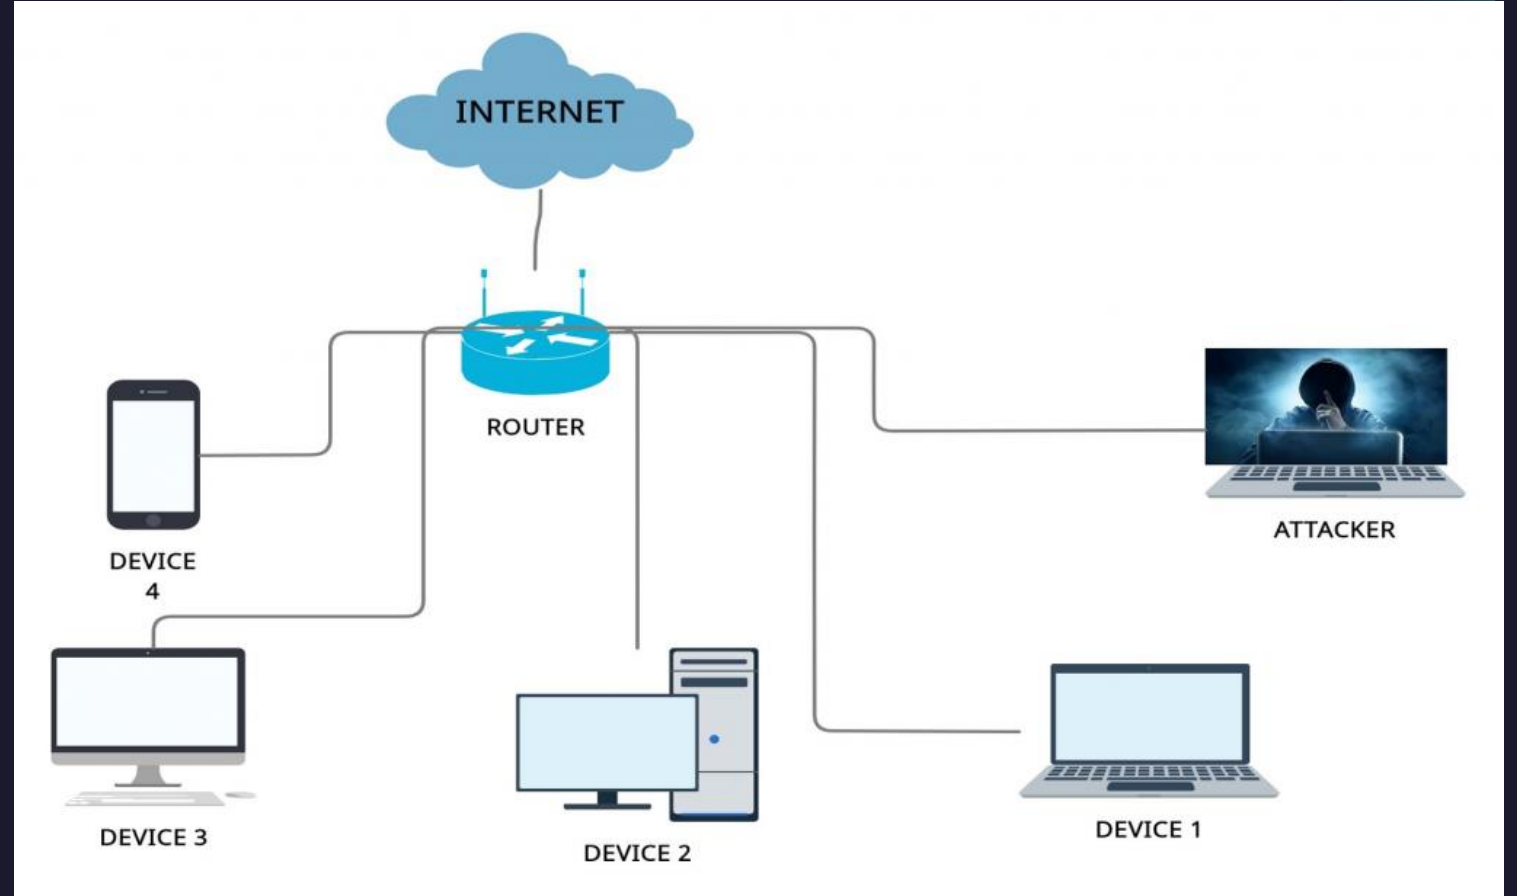 INTERNET
ROUTER
ATTACKER
DEVICE
4
DEVICE 3
DEVICE 2
DEVICE 1